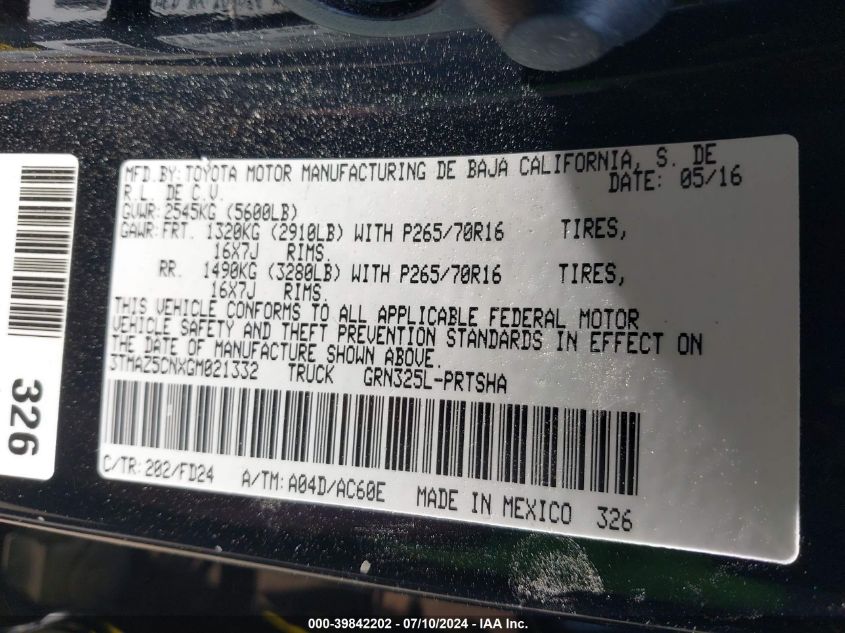 MFD.BY:TOYOTA MOTOR MANUFACTURING DE BAJA CALIFORNIA, S. DE
R.L. DE C.V. DATE: 05/16
GVWR:2545KG (5600LB)
GAWR:FRT. 1320KG (2910LB) WITH P265/70R16 TIRES,
16X7J RIMS.
RR. 1490KG (3280LB) WITH P265/70R16 TIRES,
16X7J RIMS.
THIS VEHICLE CONFORMS TO ALL APPLICABLE FEDERAL MOTOR
VEHICLE SAFETY AND THEFT PREVENTION STANDARDS IN EFFECT ON
THE DATE OF MANUFACTURE SHOWN ABOVE.
3TMAZ5CNXGM021332 TRUCK GRN325L-PRTSHA
C/TR:202/FD24 A/TM:A04D/AC60E MADE IN MEXICO 326
326
000-39842202 - 07/10/2024 - IAA Inc.